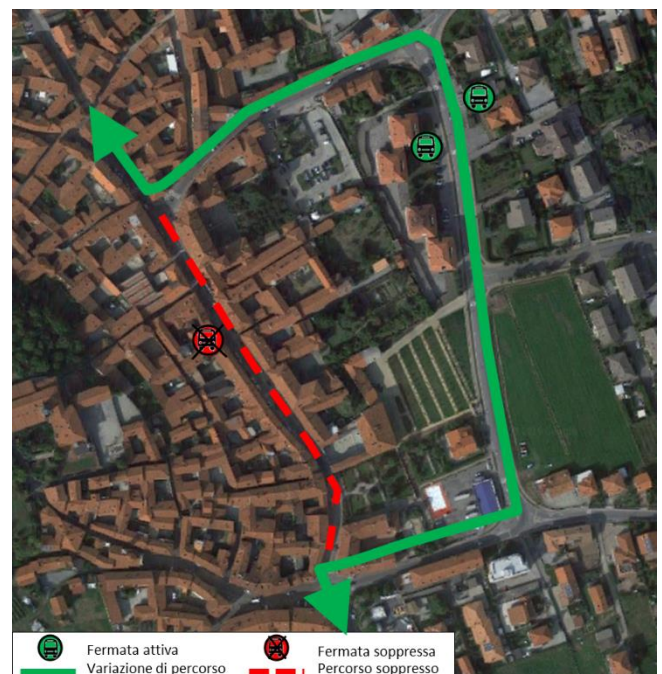 Fermata attiva
Variazione di percorso
Fermata soppressa
Percorso soppresso